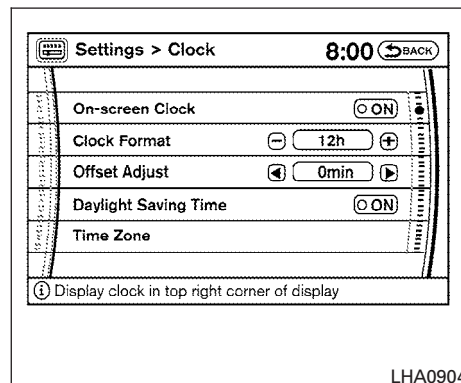 Settings > Clock 8:00 BACK
On-screen Clock ON
Clock Format − 12h +
Offset Adjust 0min
Daylight Saving Time ON
Time Zone
i Display clock in top right corner of display
LHA0904